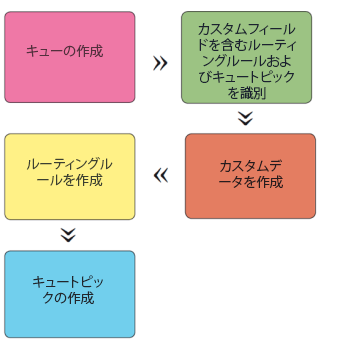 キューの作成
»
カスタムフィール
ドを含むルーティ
ングルールおよ
びキュートピック
を識別
カスタムデ
ータを作成
«
ルーティングル
ールを作成
キュートピッ
クの作成